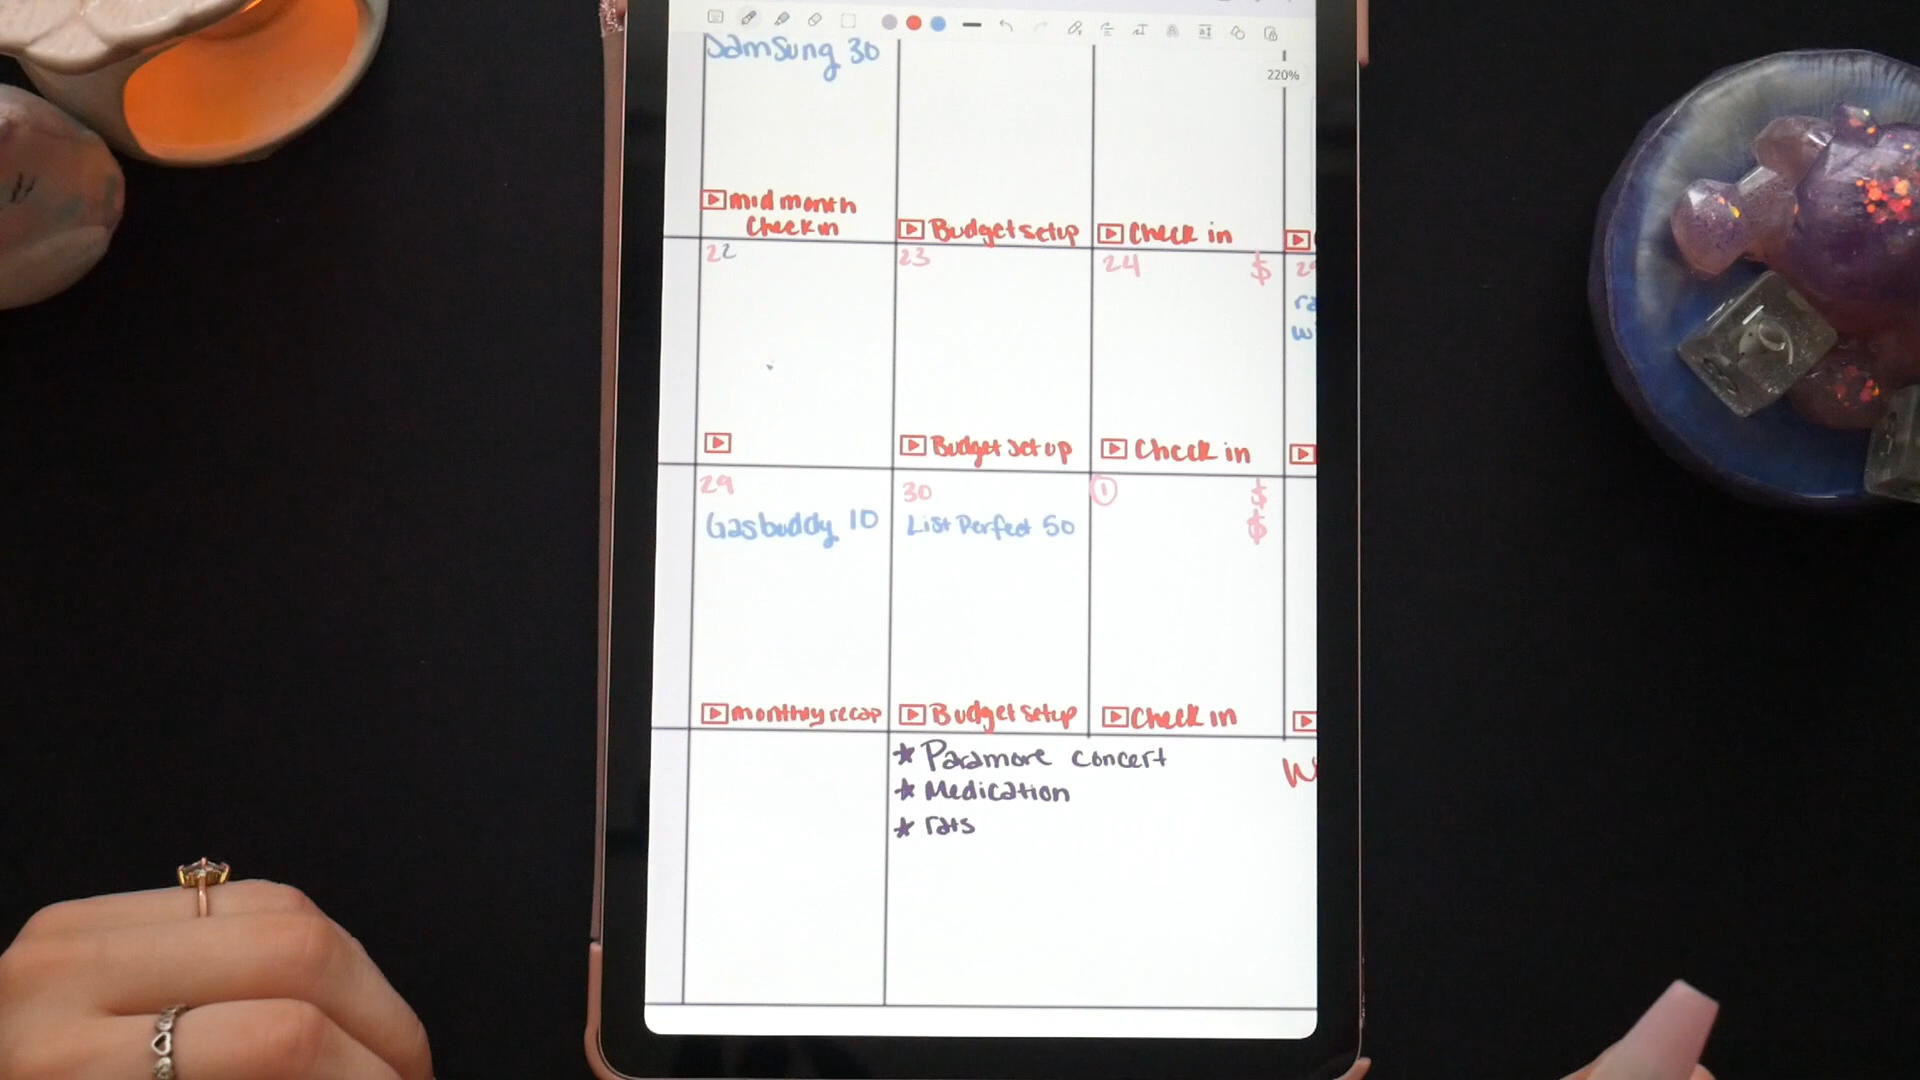 220%
Samsung 30
mid month
Check in
Budget setup
Check in
22
23
24 $
Budget set up
Check in
29
30
1 $
$
Gasbuddy 10
List Perfect 50
monthly recap
Budget setup
Check in
* Paramore concert
* Medication
* rats